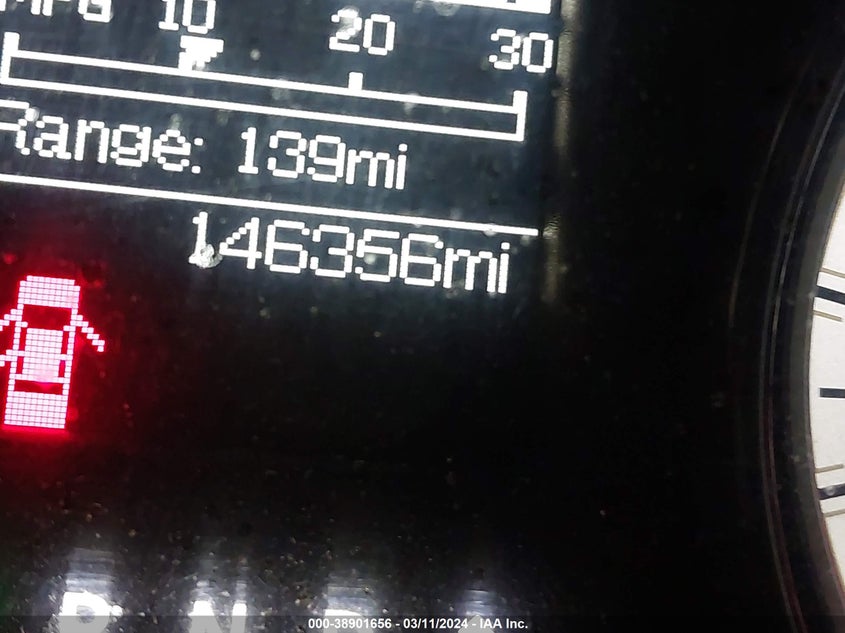 MPG 10 20 30
Range: 139mi
146356mi
R N
000-38901656 - 03/11/2024 - IAA Inc.